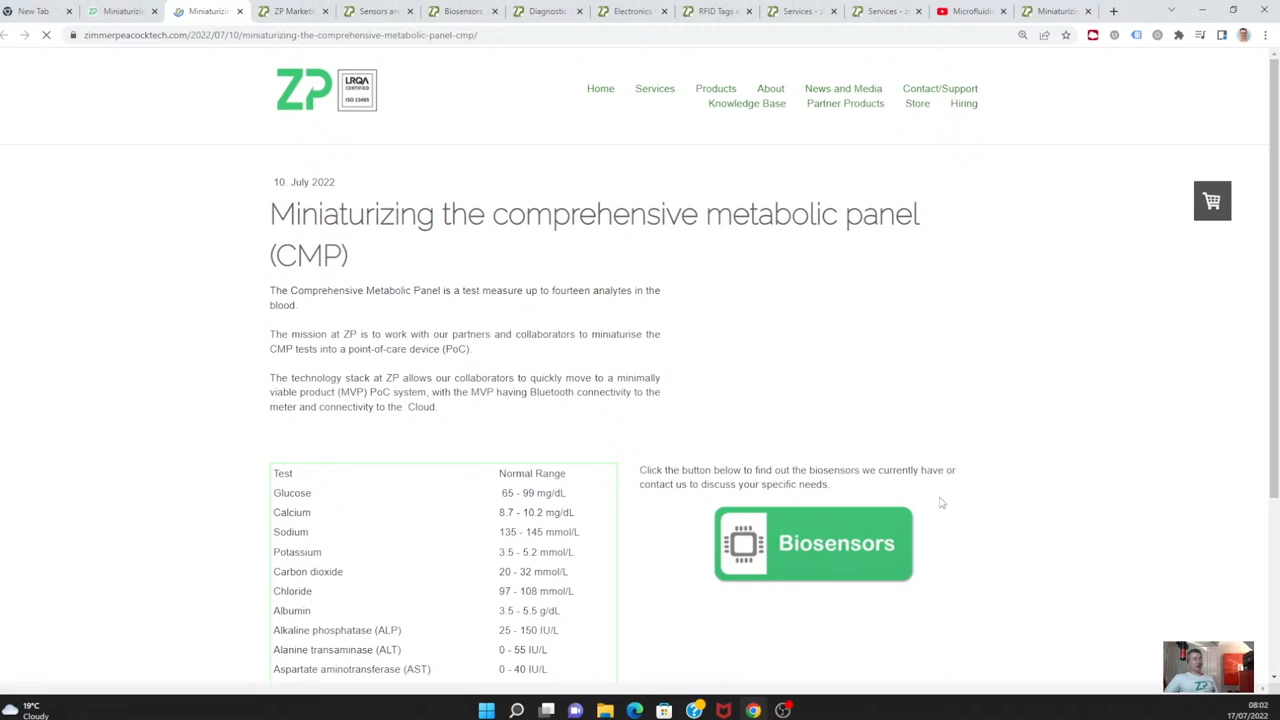 New Tab
Miniaturizin
Miniaturizin
ZP Marketi
Sensors an
Biosensors
Diagnostic
Electronics
RFID Tags a
Services - z
Services - z
Microfluidi
Miniaturizin
zimmerpeacocktech.com/2022/07/10/miniaturizing-the-comprehensive-metabolic-panel-cmp/
ZP
LRQA
CERTIFIED
ISO 13485
Home Services Products About News and Media Contact/Support
Knowledge Base Partner Products Store Hiring
10. July 2022
Miniaturizing the comprehensive metabolic panel
(CMP)
The Comprehensive Metabolic Panel is a test measure up to fourteen analytes in the
blood.
The mission at ZP is to work with our partners and collaborators to miniaturise the
CMP tests into a point-of-care device (PoC).
The technology stack at ZP allows our collaborators to quickly move to a minimally
viable product (MVP) PoC system, with the MVP having Bluetooth connectivity to the
meter and connectivity to the Cloud.
Test Normal Range
Glucose 65 - 99 mg/dL
Calcium 8.7 - 10.2 mg/dL
Sodium 135 - 145 mmol/L
Potassium 3.5 - 5.2 mmol/L
Carbon dioxide 20 - 32 mmol/L
Chloride 97 - 108 mmol/L
Albumin 3.5 - 5.5 g/dL
Alkaline phosphatase (ALP) 25 - 150 IU/L
Alanine transaminase (ALT) 0 - 55 IU/L
Aspartate aminotransferase (AST) 0 - 40 IU/L
Click the button below to find out the biosensors we currently have or
contact us to discuss your specific needs.
Biosensors
ZP
19°C
Cloudy
08:02
17/07/2022